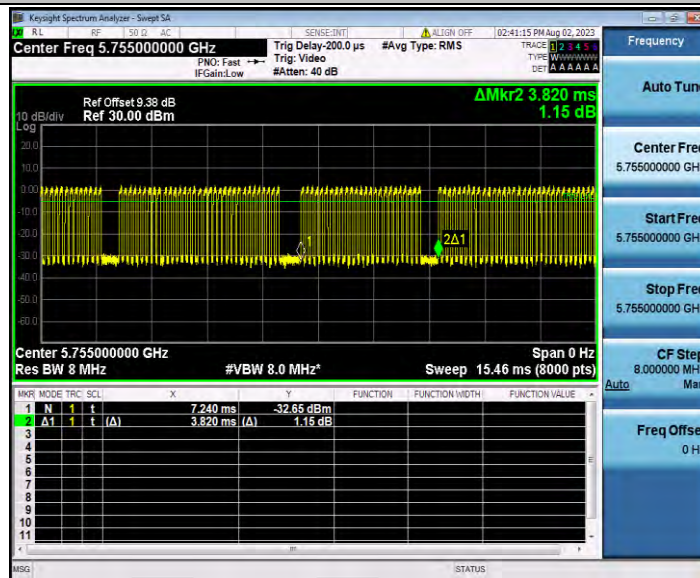 Keysight Spectrum Analyzer - Swept SA
RL RF 50 Ω AC SENSE:INT ALIGN OFF 02:41:15 PM Aug 02, 2023
Center Freq 5.755000000 GHz
PNO: Fast
IFGain:Low
Trig Delay-200.0 µs
Trig: Video
#Atten: 40 dB
#Avg Type: RMS
TRACE 1 2 3 4 5 6
TYPE WWWWWW
DET A A A A A A
Frequency
Auto Tune
Center Freq
5.755000000 GHz
Start Freq
5.755000000 GHz
Stop Freq
5.755000000 GHz
CF Step
8.000000 MHz
Auto Man
Freq Offset
0 Hz
ΔMkr2 3.820 ms
1.15 dB
Ref Offset 9.38 dB
10 dB/div Ref 30.00 dBm
Log
20.0
10.0
0.00
-10.0
-20.0
-30.0
-40.0
-50.0
-60.0
1
2Δ1
Center 5.755000000 GHz Span 0 Hz
Res BW 8 MHz #VBW 8.0 MHz* Sweep 15.46 ms (8000 pts)
MKR MODE TRC SCL X Y FUNCTION FUNCTION WIDTH FUNCTION VALUE
1 N 1 t 7.240 ms -32.65 dBm
2 Δ1 1 t (Δ) 3.820 ms (Δ) 1.15 dB
3
4
5
6
7
8
9
10
11
MSG STATUS